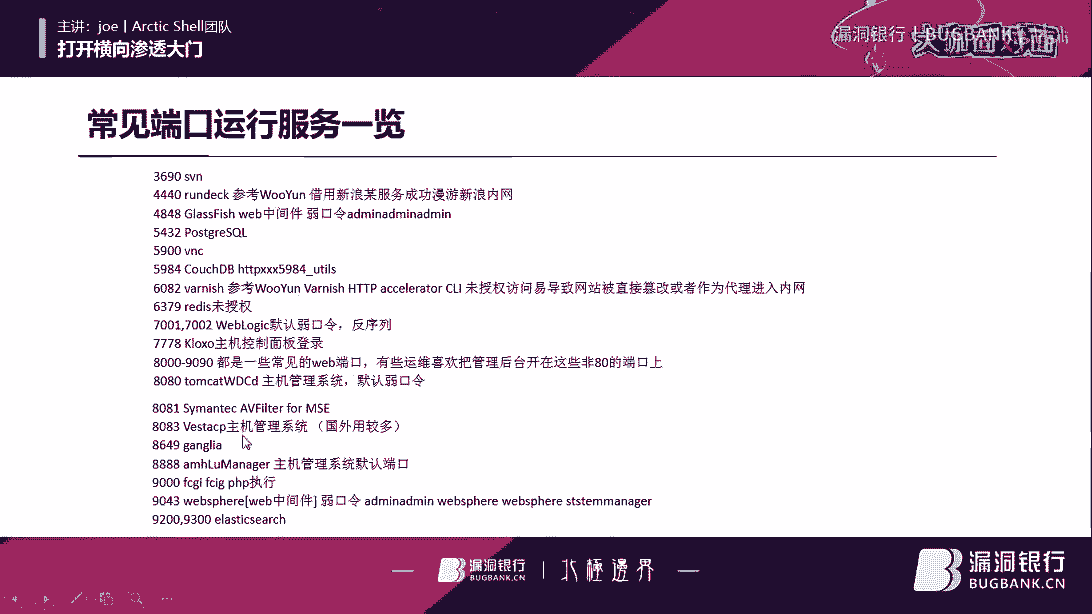 主讲：joe | Arctic Shell团队
打开横向渗透大门
漏洞银行 | BUGBANK
常见端口运行服务一览
3690 svn
4440 rundeck 参考WooYun 借用新浪某服务成功漫游新浪内网
4848 GlassFish web中间件 弱口令adminadminadmin
5432 PostgreSQL
5900 vnc
5984 CouchDB httpxxx5984_utils
6082 varnish 参考WooYun Varnish HTTP accelerator CLI 未授权访问易导致网站被直接篡改或者作为代理进入内网
6379 redis未授权
7001,7002 WebLogic默认弱口令，反序列
7778 Kloxo主机控制面板登录
8000-9090 都是一些常见的web端口，有些运维喜欢把管理后台开在这些非80的端口上
8080 tomcatWDCd 主机管理系统，默认弱口令
8081 Symantec AVFilter for MSE
8083 Vestacp主机管理系统 （国外用较多）
8649 ganglia
8888 amhLuManager 主机管理系统默认端口
9000 fcgi fcig php执行
9043 websphere[web中间件] 弱口令 adminadmin websphere websphere ststemmanager
9200,9300 elasticsearch
漏洞银行 BUGBANK.CN | 北極邊界
漏洞银行
BUGBANK.CN